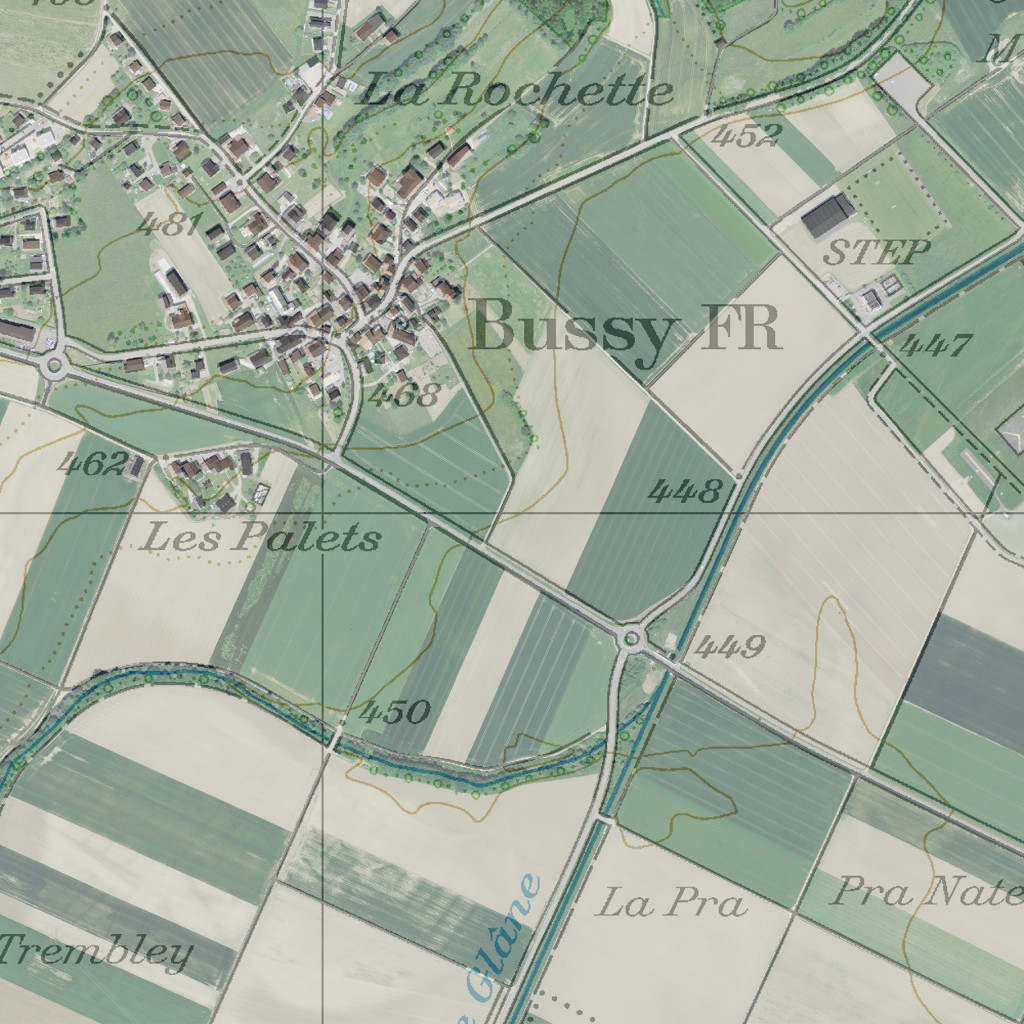 La Rochette
452
481
STEP
Bussy FR
447
468
462
448
Les Palets
449
450
La Pra
Pra Nate
Glâne
Trembley